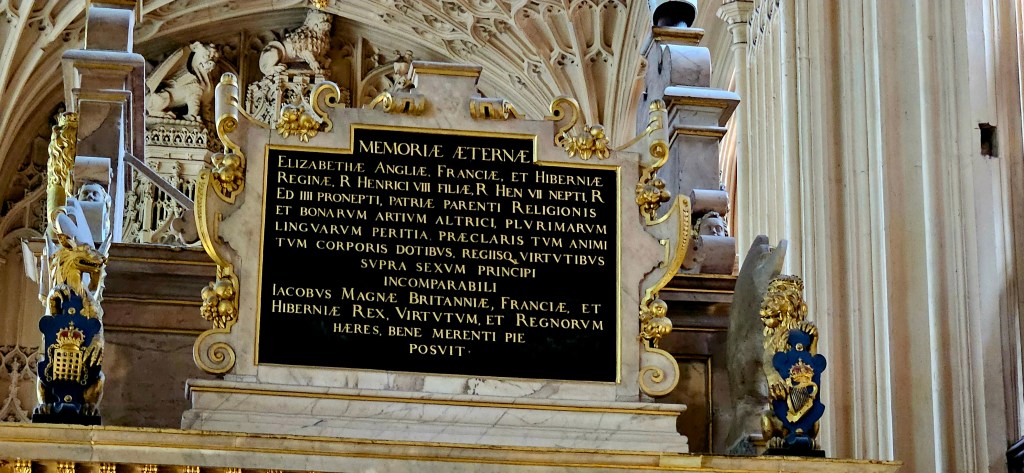 MEMORIÆ ÆTERNÆ
ELIZABETHÆ ANGLIÆ, FRANCIÆ, ET HIBERNIÆ
REGINÆ, R HENRICI VIII FILIÆ, R HEN VII NEPTI, R
ED IIII PRONEPTI, PATRIÆ PARENTI RELIGIONIS
ET BONARVM ARTIVM ALTRICI, PLVRIMARVM
LINGVARVM PERITIA, PRÆCLARIS TVM ANIMI
TVM CORPORIS DOTIBVS, REGIISQ VIRTVTIBVS
SVPRA SEXVM PRINCIPI
INCOMPARABILI
IACOBVS MAGNÆ BRITANNIÆ, FRANCIÆ, ET
HIBERNIÆ REX, VIRTVTVM, ET REGNORVM
HÆRES, BENE MERENTI PIE
POSVIT·